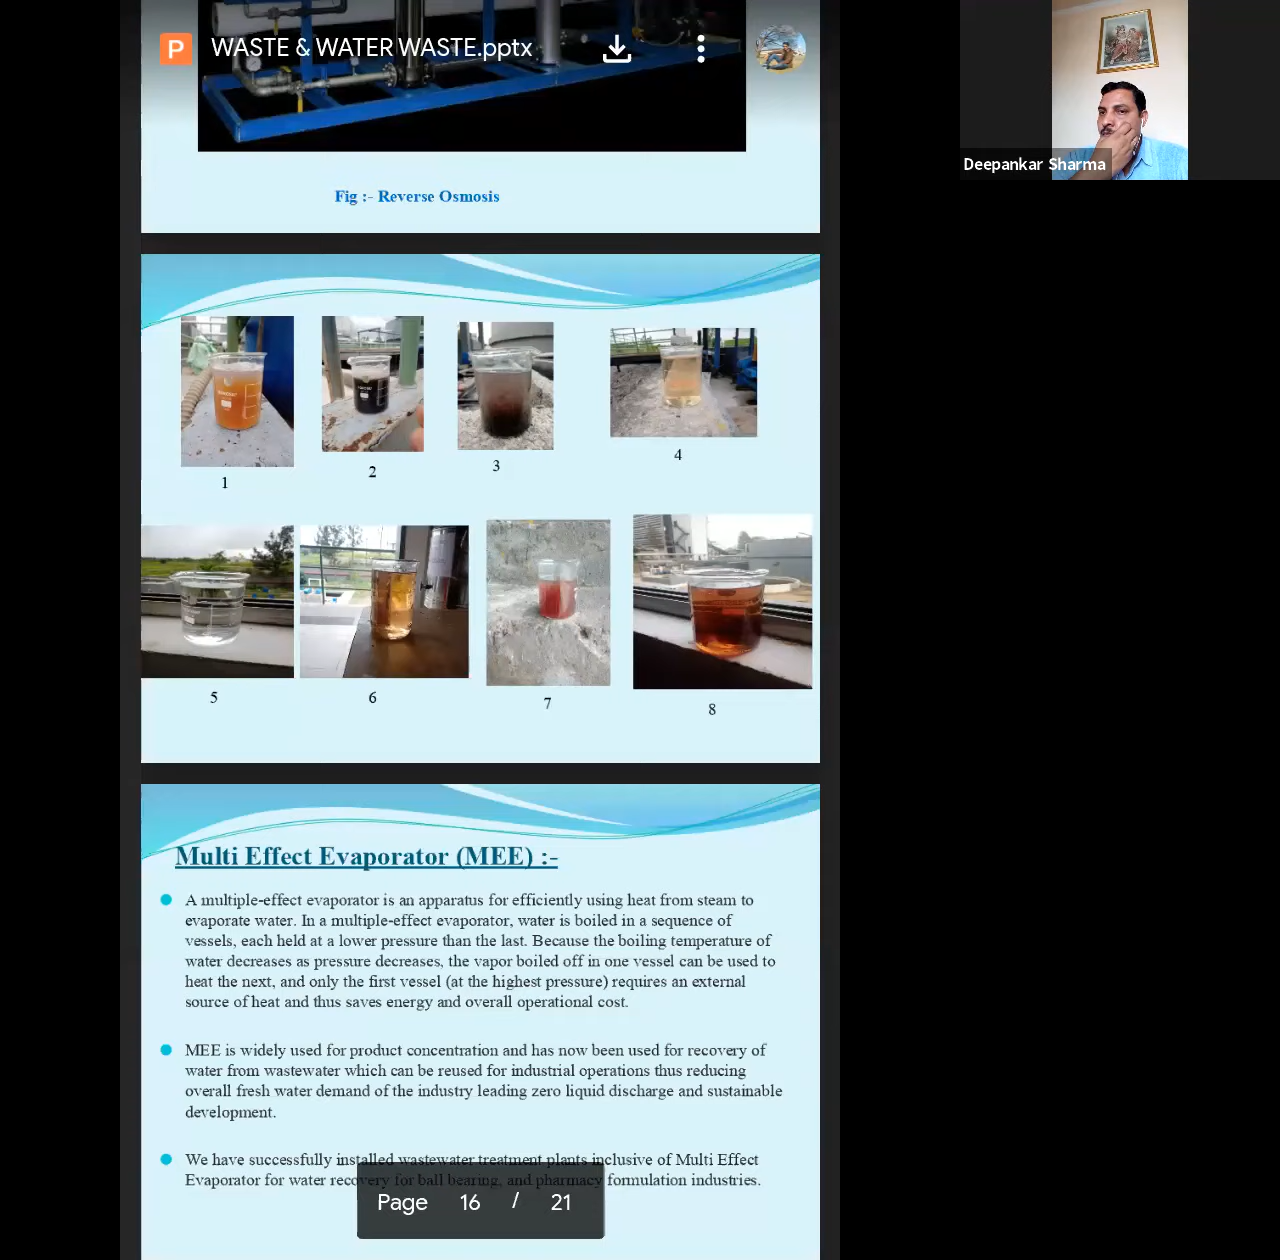 P WASTE & WATER WASTE.pptx
Deepankar Sharma
Fig :- Reverse Osmosis
1
2
3
4
5
6
7
8
Multi Effect Evaporator (MEE) :-
A multiple-effect evaporator is an apparatus for efficiently using heat from steam to
evaporate water. In a multiple-effect evaporator, water is boiled in a sequence of
vessels, each held at a lower pressure than the last. Because the boiling temperature of
water decreases as pressure decreases, the vapor boiled off in one vessel can be used to
heat the next, and only the first vessel (at the highest pressure) requires an external
source of heat and thus saves energy and overall operational cost.
MEE is widely used for product concentration and has now been used for recovery of
water from wastewater which can be reused for industrial operations thus reducing
overall fresh water demand of the industry leading zero liquid discharge and sustainable
development.
We have successfully installed wastewater treatment plants inclusive of Multi Effect
Evaporator for water recovery for ball bearing, and pharmacy formulation industries.
Page 16 / 21